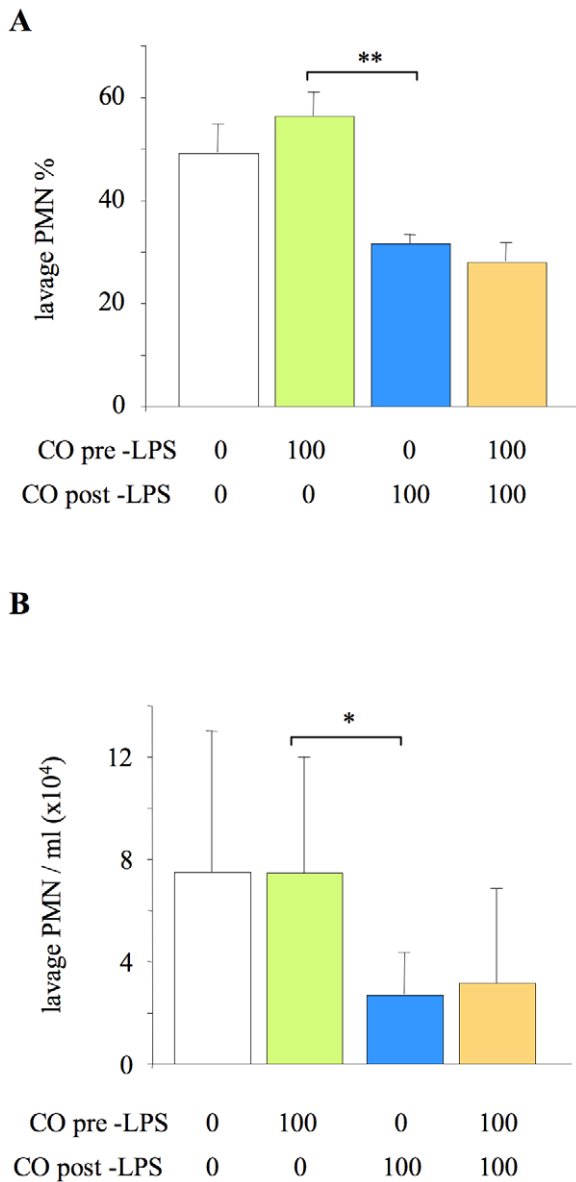 A
**
lavage PMN %
60
40
20
0
CO pre -LPS 0 100 0 100
CO post -LPS 0 0 100 100
B
*
lavage PMN / ml (x10⁴)
12
8
4
0
CO pre -LPS 0 100 0 100
CO post -LPS 0 0 100 100